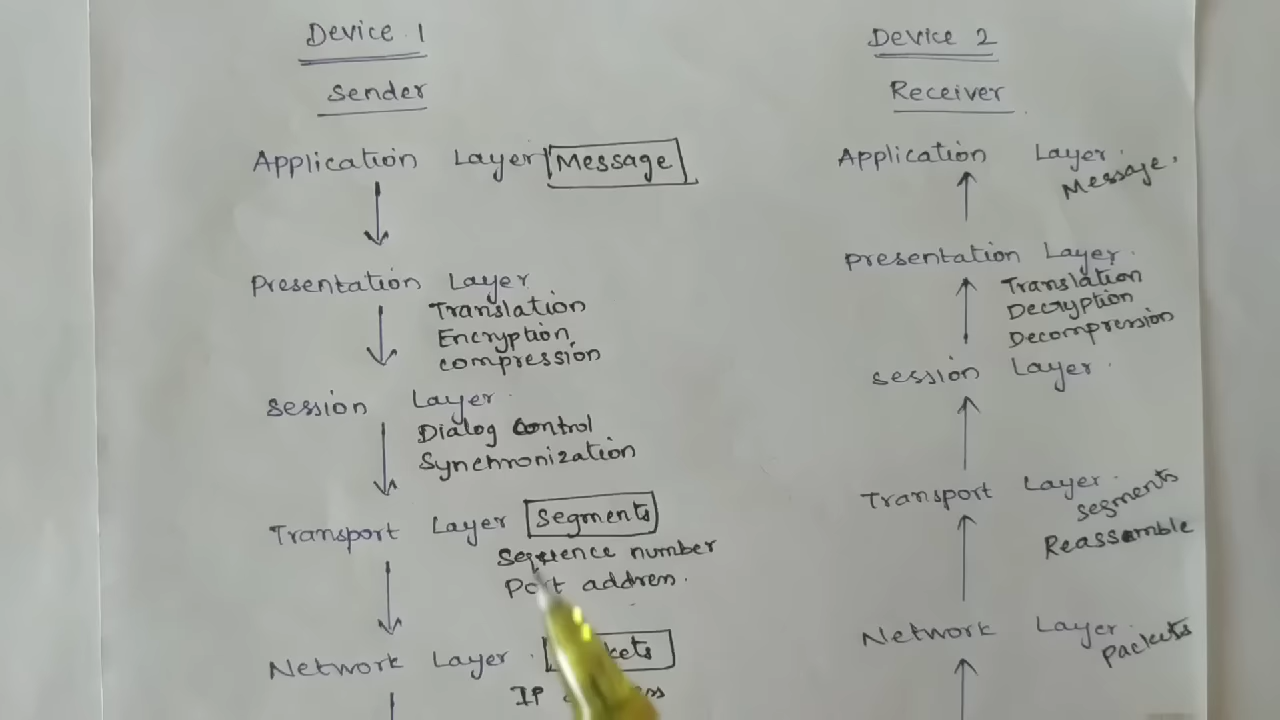 Device 1
Sender
Application Layer Message
Presentation Layer
Translation
Encryption
Compression
Session Layer
Dialog Control
Synchronization
Transport Layer Segments
Sequence number
Port address.
Network Layer.
IP
Device 2
Receiver
Application Layer.
Message.
Presentation Layer.
Translation
Decryption
Decompression
Session Layer.
Transport Layer.
Segments
Reassemble
Network Layer.
Packets